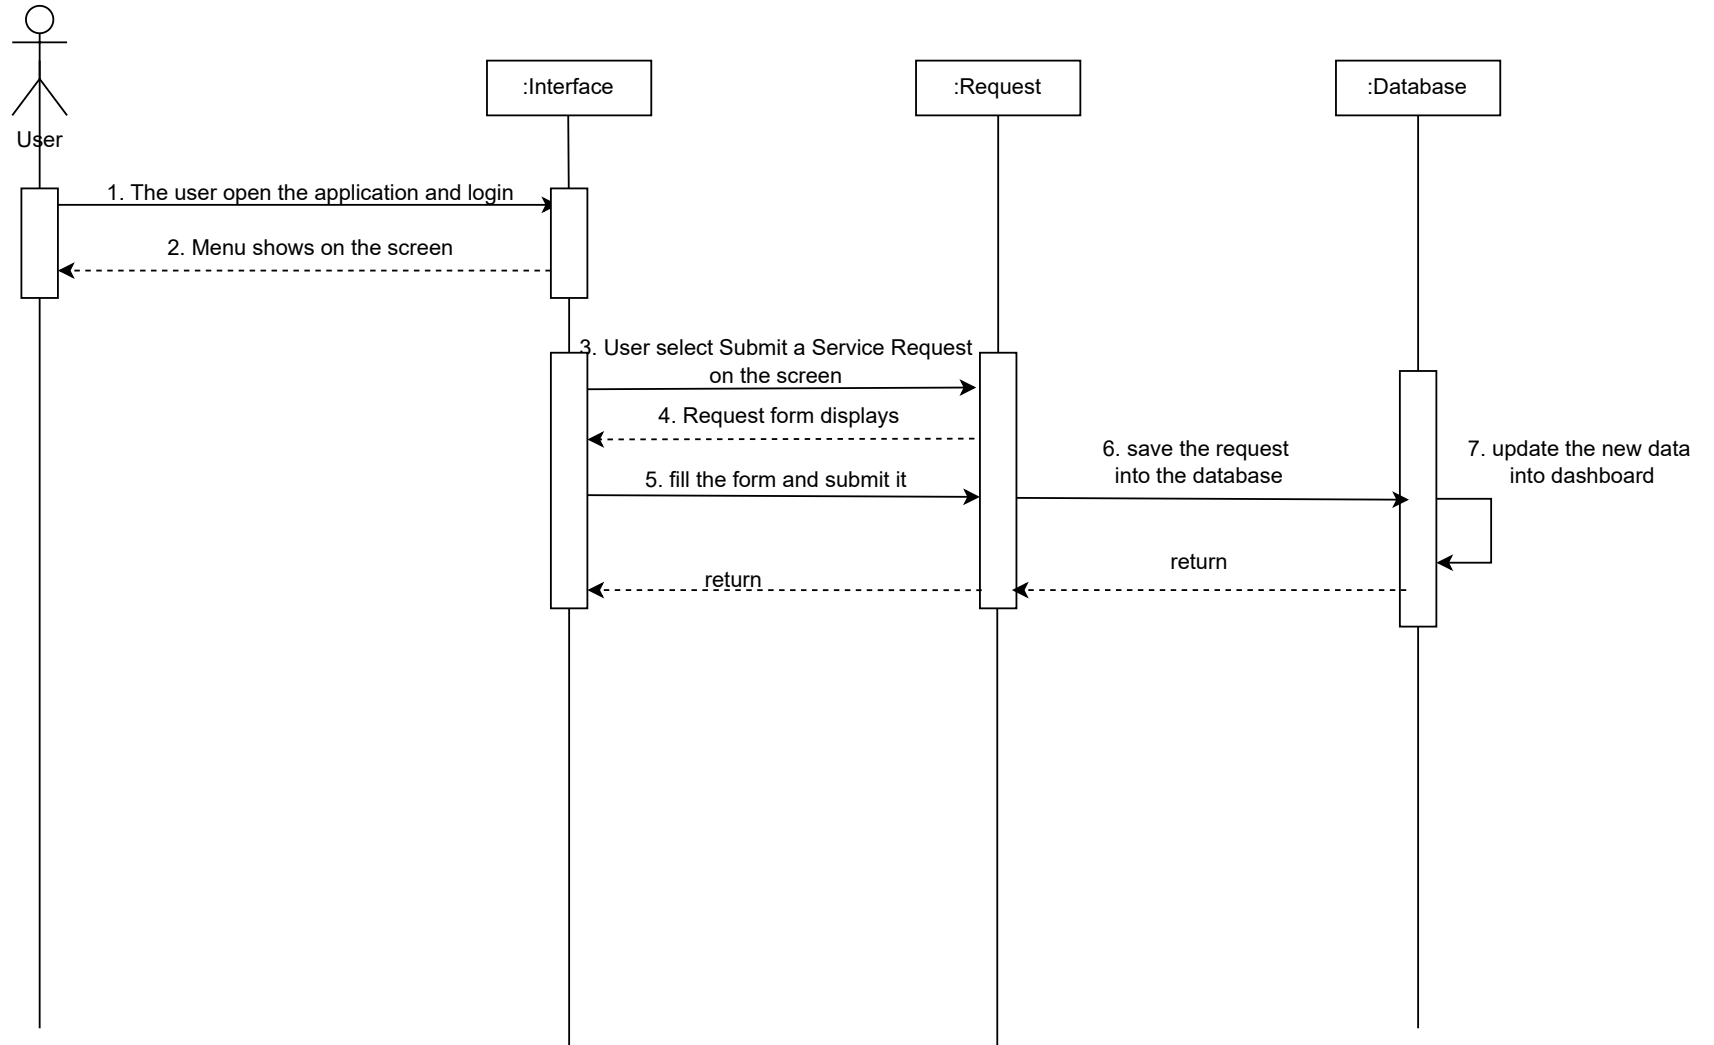 :Interface
:Request
:Database
User
1. The user open the application and login
2. Menu shows on the screen
3. User select Submit a Service Request
on the screen
4. Request form displays
5. fill the form and submit it
6. save the request
into the database
7. update the new data
into dashboard
return
return